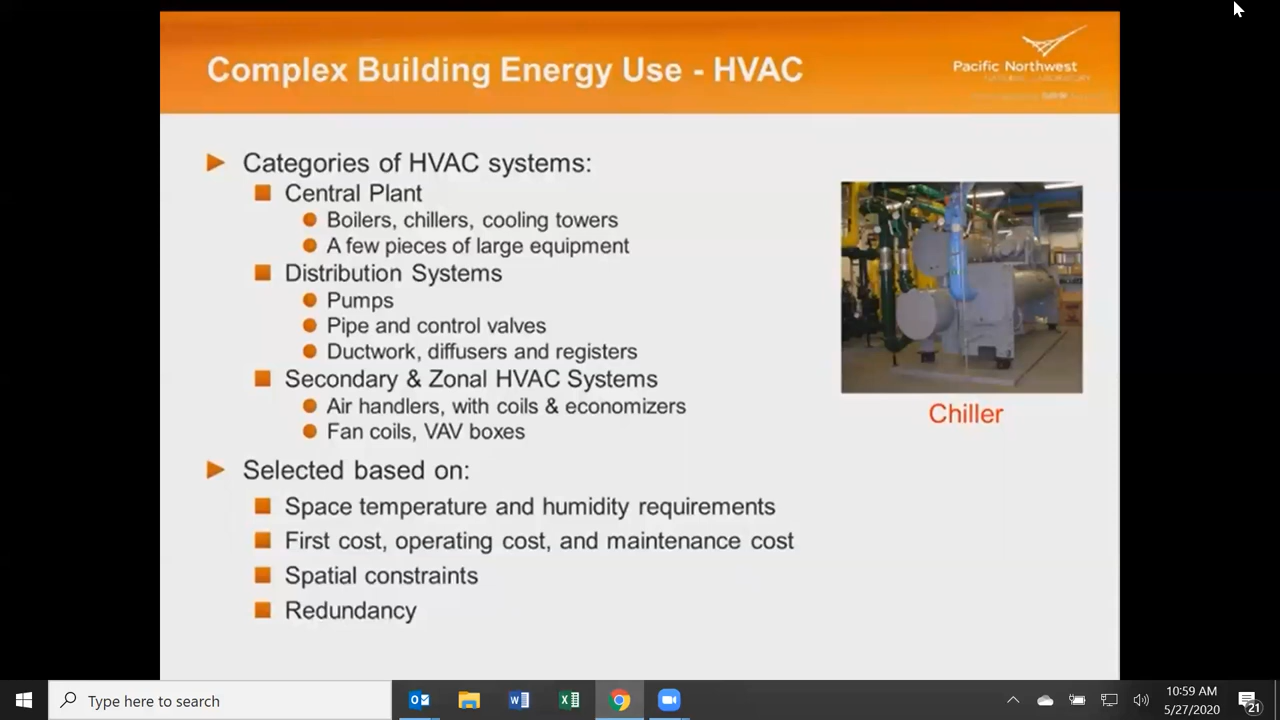 Complex Building Energy Use - HVAC
Pacific Northwest
NATIONAL LABORATORY
Categories of HVAC systems:
Central Plant
Boilers, chillers, cooling towers
A few pieces of large equipment
Distribution Systems
Pumps
Pipe and control valves
Ductwork, diffusers and registers
Secondary & Zonal HVAC Systems
Air handlers, with coils & economizers
Fan coils, VAV boxes
Chiller
Selected based on:
Space temperature and humidity requirements
First cost, operating cost, and maintenance cost
Spatial constraints
Redundancy
Type here to search
10:59 AM
5/27/2020
21